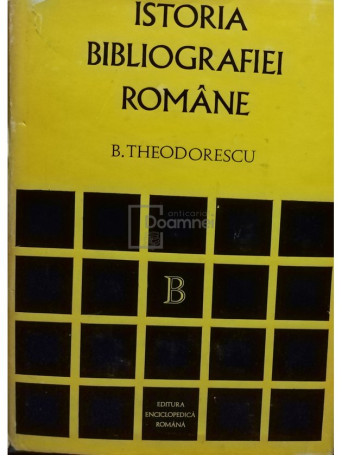 ISTORIA
BIBLIOGRAFIEI
ROMÂNE
B. THEODORESCU
anticariat
Doamnei
B
EDITURA
ENCICLOPEDICĂ
ROMÂNĂ